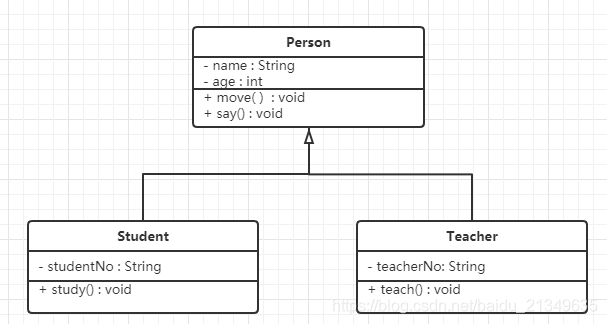 Person
- name : String
- age : int
+ move( ) : void
+ say() : void
Student
- studentNo : String
+ study() : void
Teacher
- teacherNo: String
+ teach() : void
https://blog.csdn.net/baidu_21349635